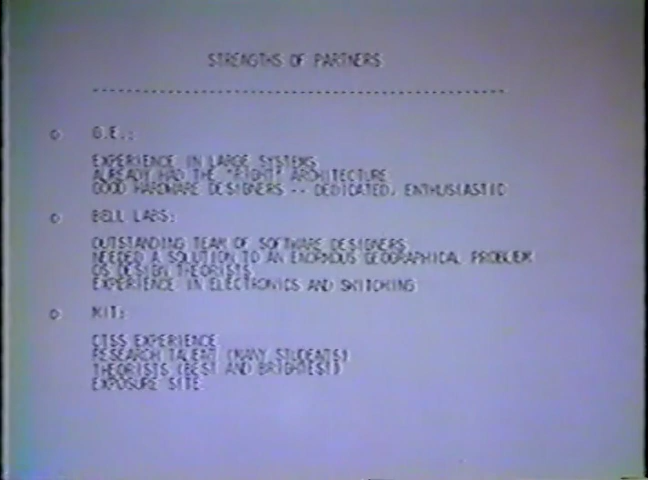 STRENGTHS OF PARTNERS
------------------------------------------------
o G.E.:
EXPERIENCE IN LARGE SYSTEMS
ALREADY HAD THE "RIGHT" ARCHITECTURE
GOOD HARDWARE DESIGNERS -- DEDICATED, ENTHUSIASTIC
o BELL LABS:
OUTSTANDING TEAM OF SOFTWARE DESIGNERS
NEEDED A SOLUTION TO AN ENORMOUS GEOGRAPHICAL PROBLEM
OS DESIGN THEORISTS
EXPERIENCE IN ELECTRONICS AND SWITCHING
o MIT:
CTSS EXPERIENCE
RESEARCH TALENT (MANY STUDENTS)
THEORISTS (BEST AND BRIGHTEST)
EXPOSURE SITE